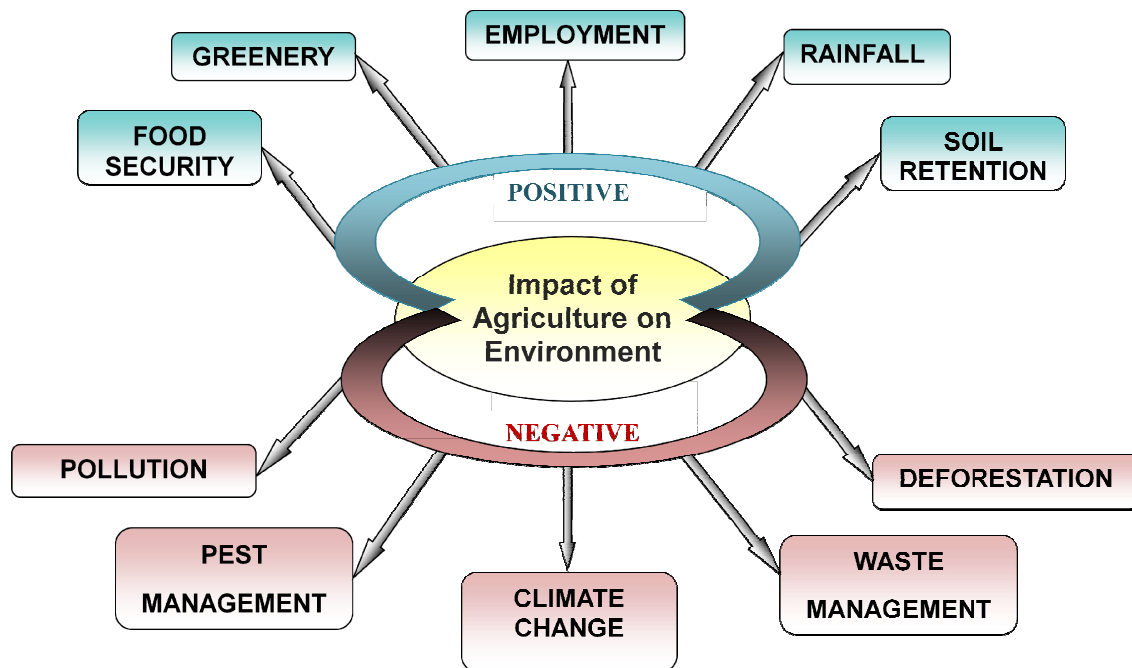 EMPLOYMENT
GREENERY
RAINFALL
FOOD
SECURITY
SOIL
RETENTION
POSITIVE
Impact of
Agriculture on
Environment
NEGATIVE
POLLUTION
DEFORESTATION
PEST
MANAGEMENT
CLIMATE
CHANGE
WASTE
MANAGEMENT